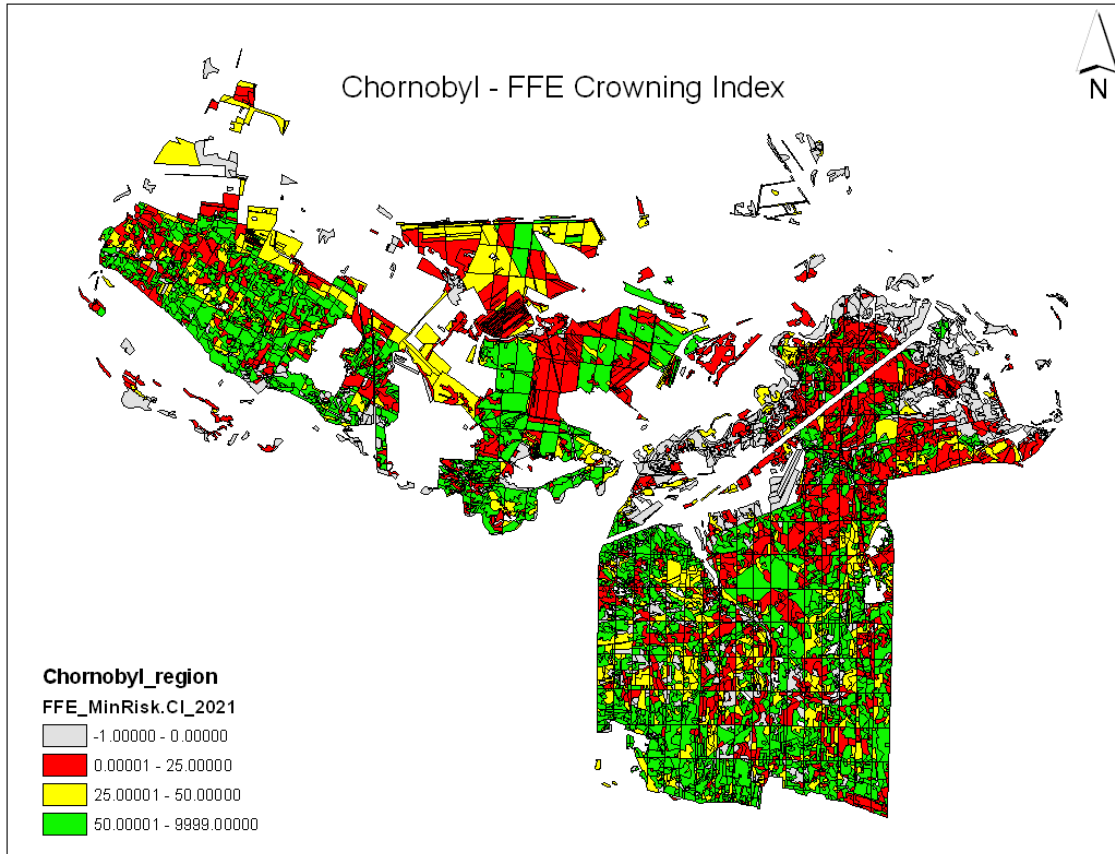 Chornobyl - FFE Crowning Index
N
Chornobyl_region
FFE_MinRisk.CI_2021
-1.00000 - 0.00000
0.00001 - 25.00000
25.00001 - 50.00000
50.00001 - 9999.00000